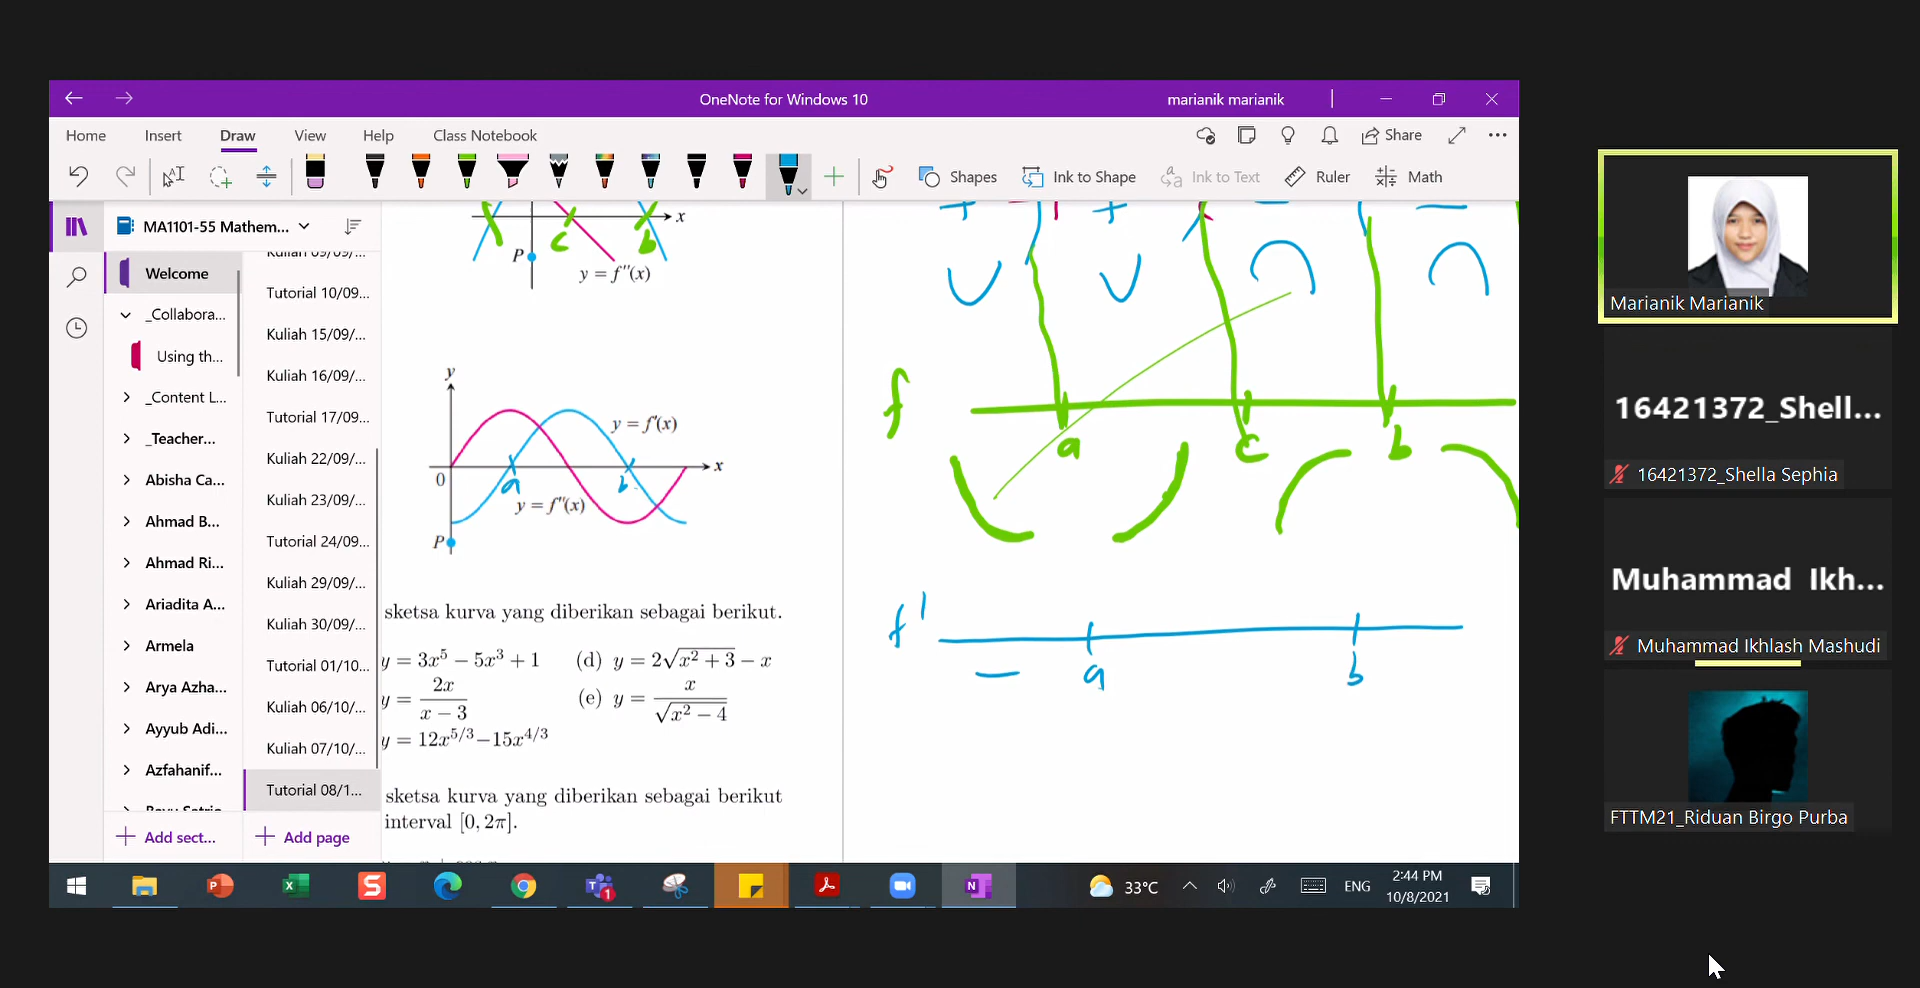 OneNote for Windows 10
marianik marianik
Home Insert Draw View Help Class Notebook
Share
Shapes Ink to Shape Ink to Text Ruler Math
MA1101-55 Mathem...
Welcome
_Collabora...
Using th...
_Content L...
_Teacher...
Abisha Ca...
Ahmad B...
Ahmad Ri...
Ariadita A...
Armela
Arya Azha...
Ayyub Adi...
Azfahanif...
Add sect...
Kuliah 09/09/...
Tutorial 10/09...
Kuliah 15/09/...
Kuliah 16/09/...
Tutorial 17/09...
Kuliah 22/09/...
Kuliah 23/09/...
Tutorial 24/09...
Kuliah 29/09/...
Kuliah 30/09/...
Tutorial 01/10...
Kuliah 06/10/...
Kuliah 07/10/...
Tutorial 08/1...
Add page
x
c b
P
y = f''(x)
y
y = f'(x)
x
0
a b
y = f''(x)
P
sketsa kurva yang diberikan sebagai berikut.
y = 3x^5 − 5x^3 + 1 (d) y = 2√(x^2 + 3) − x
y = 2x/(x − 3) (e) y = x/√(x^2 − 4)
y = 12x^{5/3} − 15x^{4/3}
sketsa kurva yang diberikan sebagai berikut
interval [0, 2π].
+ + − −
f
a c b
f'
− a b
Marianik Marianik
16421372_Shell...
16421372_Shella Sephia
Muhammad Ikh...
Muhammad Ikhlash Mashudi
FTTM21_Riduan Birgo Purba
1
33°C
ENG
2:44 PM
10/8/2021